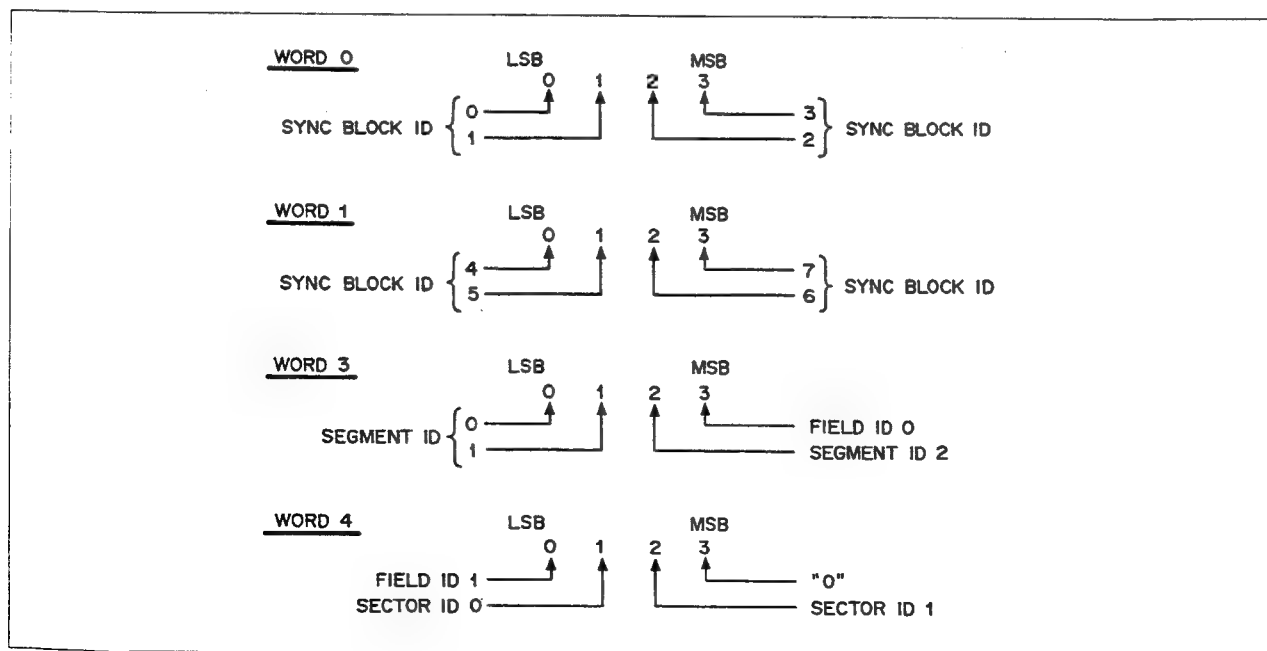 WORD 0
LSB MSB
0 1 2 3
SYNC BLOCK ID { 0 3 } SYNC BLOCK ID
1 2
WORD 1
LSB MSB
0 1 2 3
SYNC BLOCK ID { 4 7 } SYNC BLOCK ID
5 6
WORD 3
LSB MSB
0 1 2 3
SEGMENT ID { 0 FIELD ID 0
1 SEGMENT ID 2
WORD 4
LSB MSB
0 1 2 3
FIELD ID 1 "0"
SECTOR ID 0 SECTOR ID 1